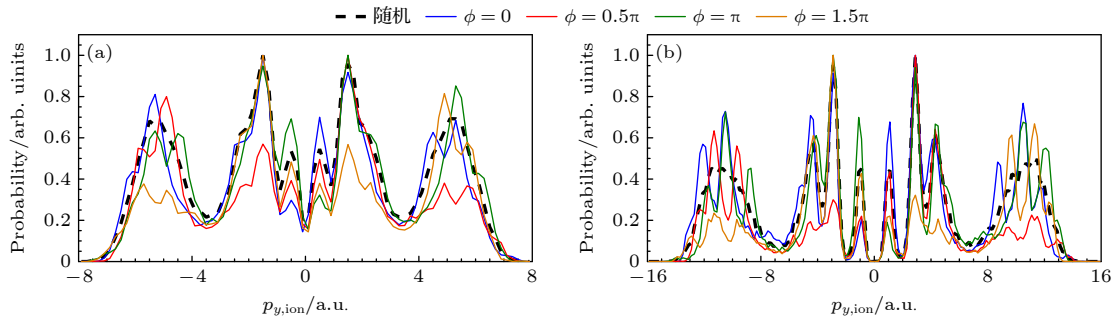 随机 ϕ = 0 ϕ = 0.5π ϕ = π ϕ = 1.5π
(a)
Probability/arb. uinits
1.0
0.8
0.6
0.4
0.2
0
−8 −4 0 4 8
p_{y,ion}/a.u.
(b)
Probability/arb. uinits
1.0
0.8
0.6
0.4
0.2
0
−16 −8 0 8 16
p_{y,ion}/a.u.